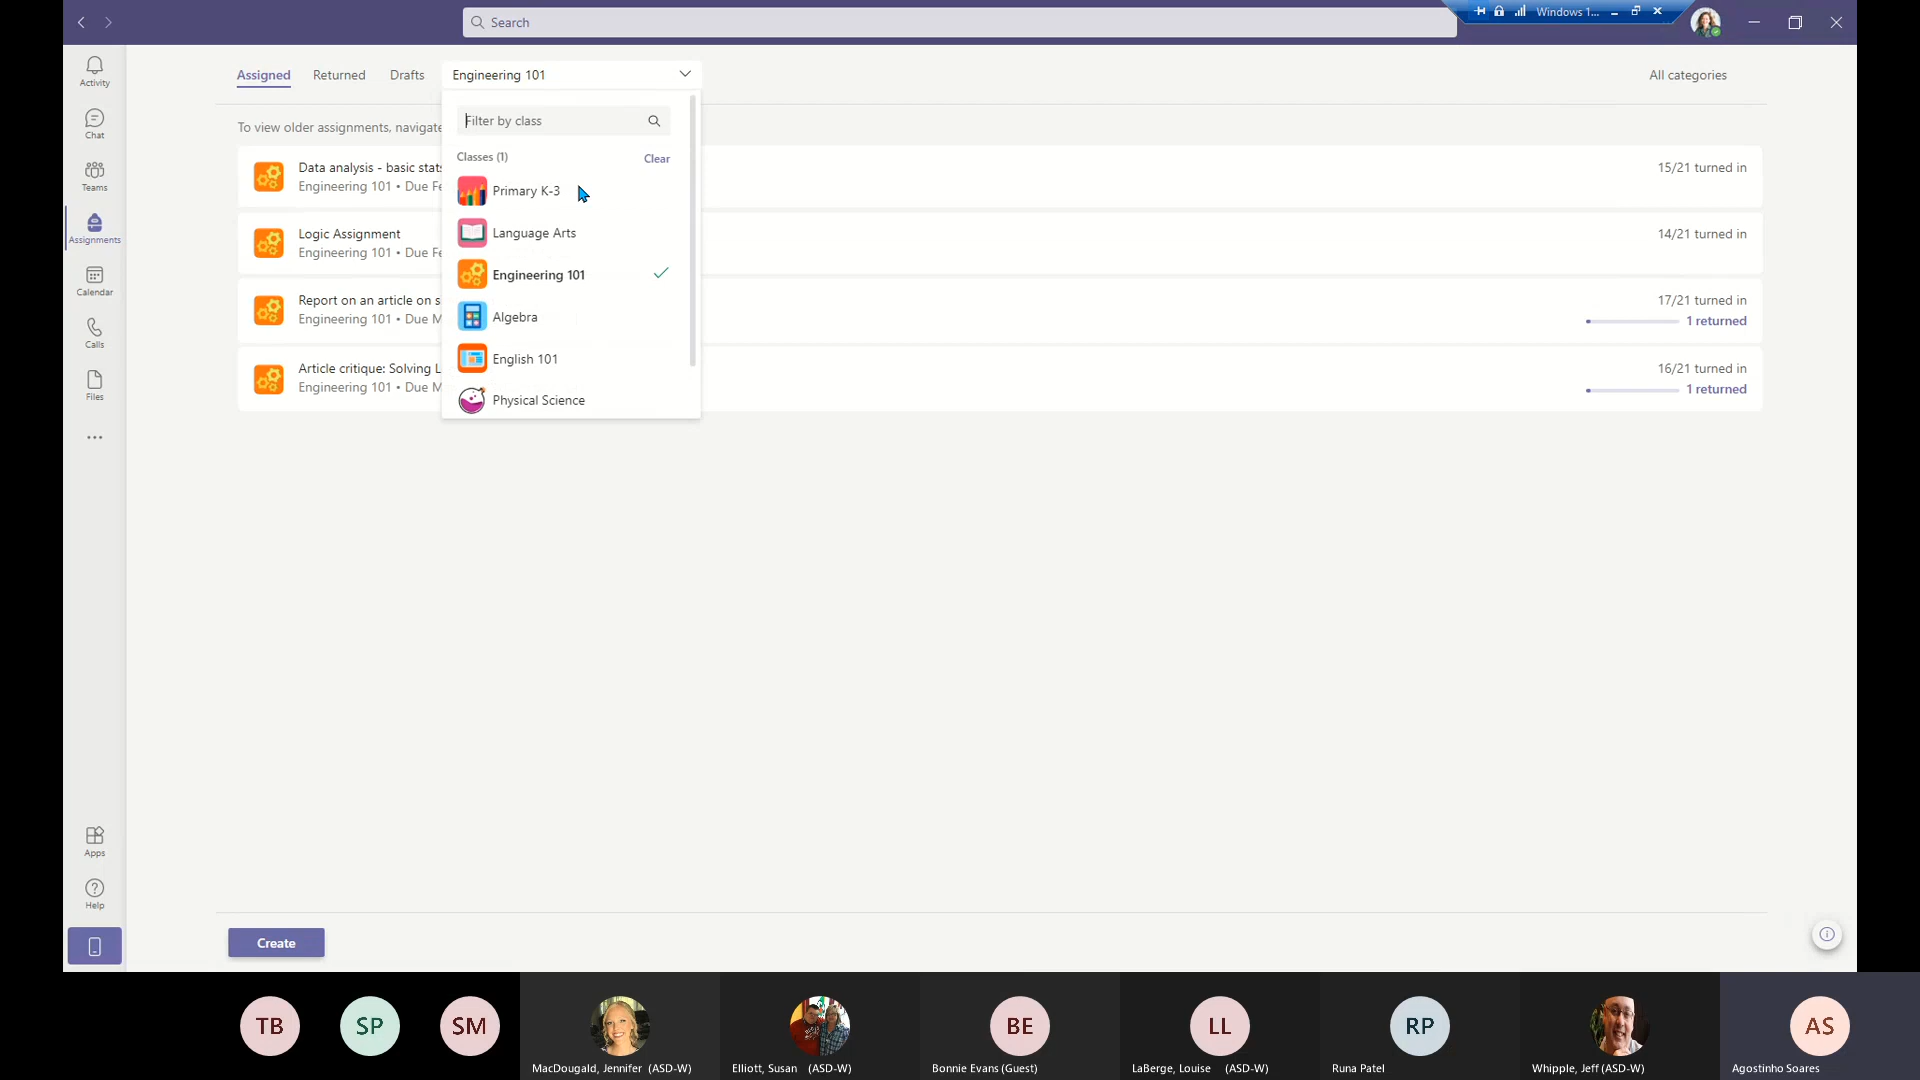 Search
Windows 1...
Activity
Chat
Teams
Assignments
Calendar
Calls
Files
Apps
Help
Assigned
Returned
Drafts
Engineering 101
All categories
Filter by class
Classes (1)
Clear
Primary K-3
Language Arts
Engineering 101
Algebra
English 101
Physical Science
To view older assignments, navigate
Data analysis - basic stat
Engineering 101 • Due Fe
15/21 turned in
Logic Assignment
Engineering 101 • Due Fe
14/21 turned in
Report on an article on s
Engineering 101 • Due M
17/21 turned in
1 returned
Article critique: Solving L
Engineering 101 • Due M
16/21 turned in
1 returned
Create
TB
SP
SM
BE
LL
RP
AS
MacDougald, Jennifer (ASD-W)
Elliott, Susan (ASD-W)
Bonnie Evans (Guest)
LaBerge, Louise (ASD-W)
Runa Patel
Whipple, Jeff (ASD-W)
Agostinho Soares